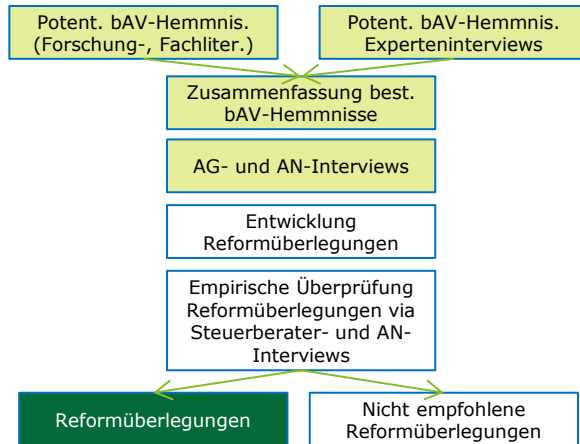 Potent. bAV-Hemmnis.
(Forschung-, Fachliter.)
Potent. bAV-Hemmnis.
Experteninterviews
Zusammenfassung best.
bAV-Hemmnisse
AG- und AN-Interviews
Entwicklung
Reformüberlegungen
Empirische Überprüfung
Reformüberlegungen via
Steuerberater- und AN-
Interviews
Reformüberlegungen
Nicht empfohlene
Reformüberlegungen